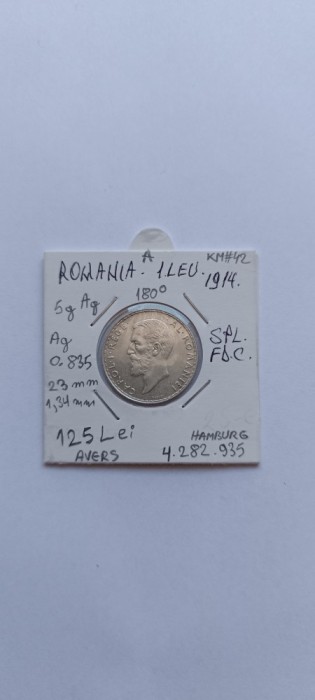 A
KM#42
ROMANIA - 1 LEU. 1914.
180°
5g Ag
CAROL I REGE AL ROMANIEI
Ag
0.835
23 mm
1,34 mm
SPL.
F.D.C.
125 Lei
HAMBURG
AVERS
4.282.935